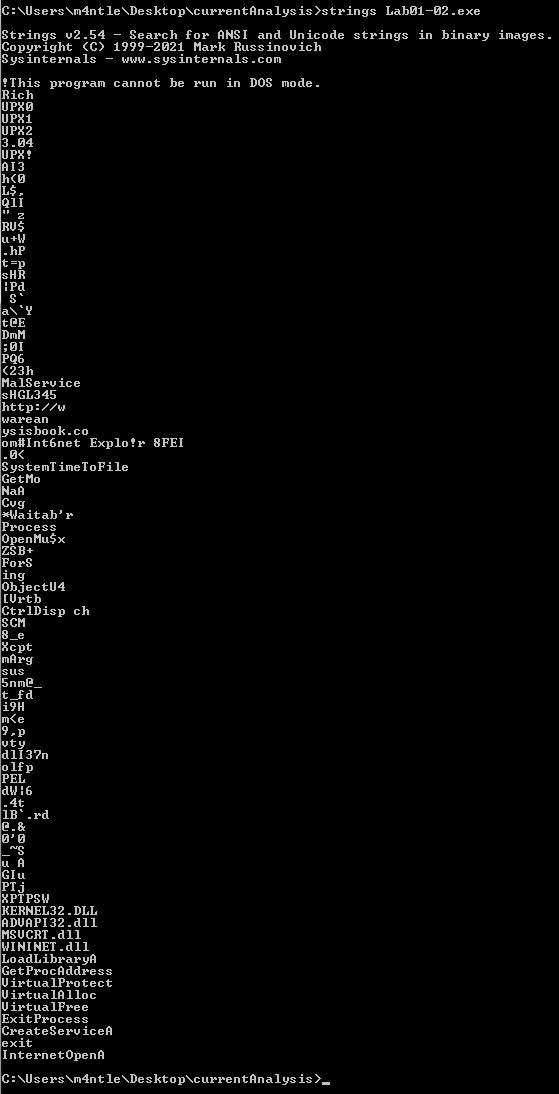 C:\Users\m4ntle\Desktop\currentAnalysis>strings Lab01-02.exe
Strings v2.54 - Search for ANSI and Unicode strings in binary images.
Copyright (C) 1999-2021 Mark Russinovich
Sysinternals - www.sysinternals.com
!This program cannot be run in DOS mode.
Rich
UPX0
UPX1
UPX2
3.04
UPX!
AI3
h<0
L$,
QlI
" z
RV$
u+W
.hP
t=p
sHR
|Pd
 S`
a\`Y
t@E
DmM
;0I
PQ6
<23h
MalService
sHGL345
http://w
warean
ysisbook.co
om#Int6net Explo!r 8FEI
.0<
SystemTimeToFile
GetMo
NaA
Cvg
*Waitab'r
Process
OpenMu$x
ZSB+
ForS
ing
ObjectU4
[Vrtb
CtrlDisp ch
SCM
8_e
Xcpt
mArg
sus
5nm@_
t_fd
i9H
m<e
9,p
vty
dlI37n
olfp
PEL
dW|6
.4t
lB`.rd
@.&
0'0
_~S
u A
GIu
PTj
XPTPSW
KERNEL32.DLL
ADVAPI32.dll
MSVCRT.dll
WININET.dll
LoadLibraryA
GetProcAddress
VirtualProtect
VirtualAlloc
VirtualFree
ExitProcess
CreateServiceA
exit
InternetOpenA
C:\Users\m4ntle\Desktop\currentAnalysis>_